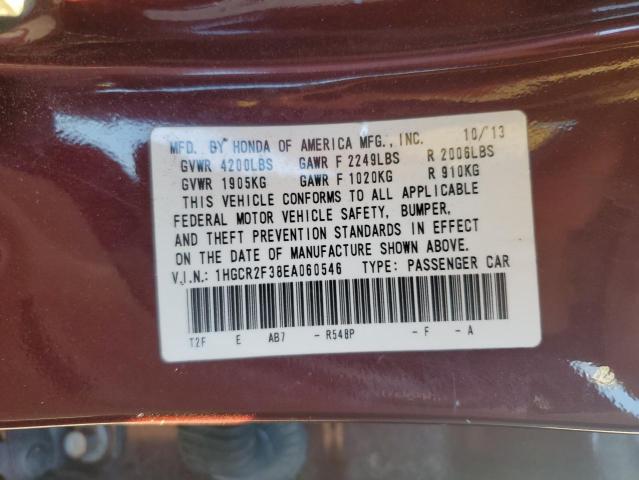 MFD. BY HONDA OF AMERICA MFG., INC. 10/13
GVWR 4200LBS GAWR F 2249LBS R 2006LBS
GVWR 1905KG GAWR F 1020KG R 910KG
THIS VEHICLE CONFORMS TO ALL APPLICABLE
FEDERAL MOTOR VEHICLE SAFETY, BUMPER,
AND THEFT PREVENTION STANDARDS IN EFFECT
ON THE DATE OF MANUFACTURE SHOWN ABOVE.
V.I.N.: 1HGCR2F38EA060546 TYPE: PASSENGER CAR
T2F E AB7 - R548P - F - A